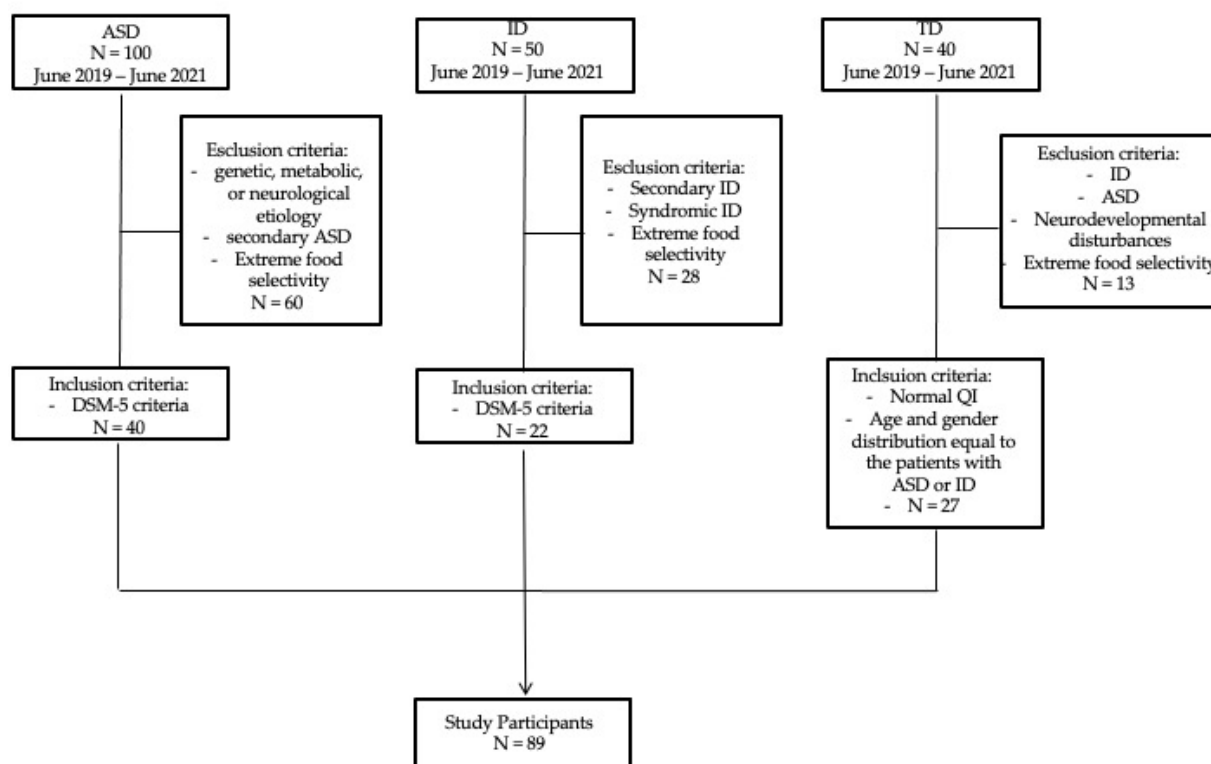 ASD
N = 100
June 2019 – June 2021
ID
N = 50
June 2019 – June 2021
TD
N = 40
June 2019 – June 2021
Esclusion criteria:
- genetic, metabolic,
or neurological
etiology
- secondary ASD
- Extreme food
selectivity
N = 60
Esclusion criteria:
- Secondary ID
- Syndromic ID
- Extreme food
selectivity
N = 28
Esclusion criteria:
- ID
- ASD
- Neurodevelopmental
disturbances
- Extreme food selectivity
N = 13
Inclusion criteria:
- DSM-5 criteria
N = 40
Inclusion criteria:
- DSM-5 criteria
N = 22
Inclsuion criteria:
- Normal QI
- Age and gender
distribution equal to
the patients with
ASD or ID
- N = 27
Study Participants
N = 89